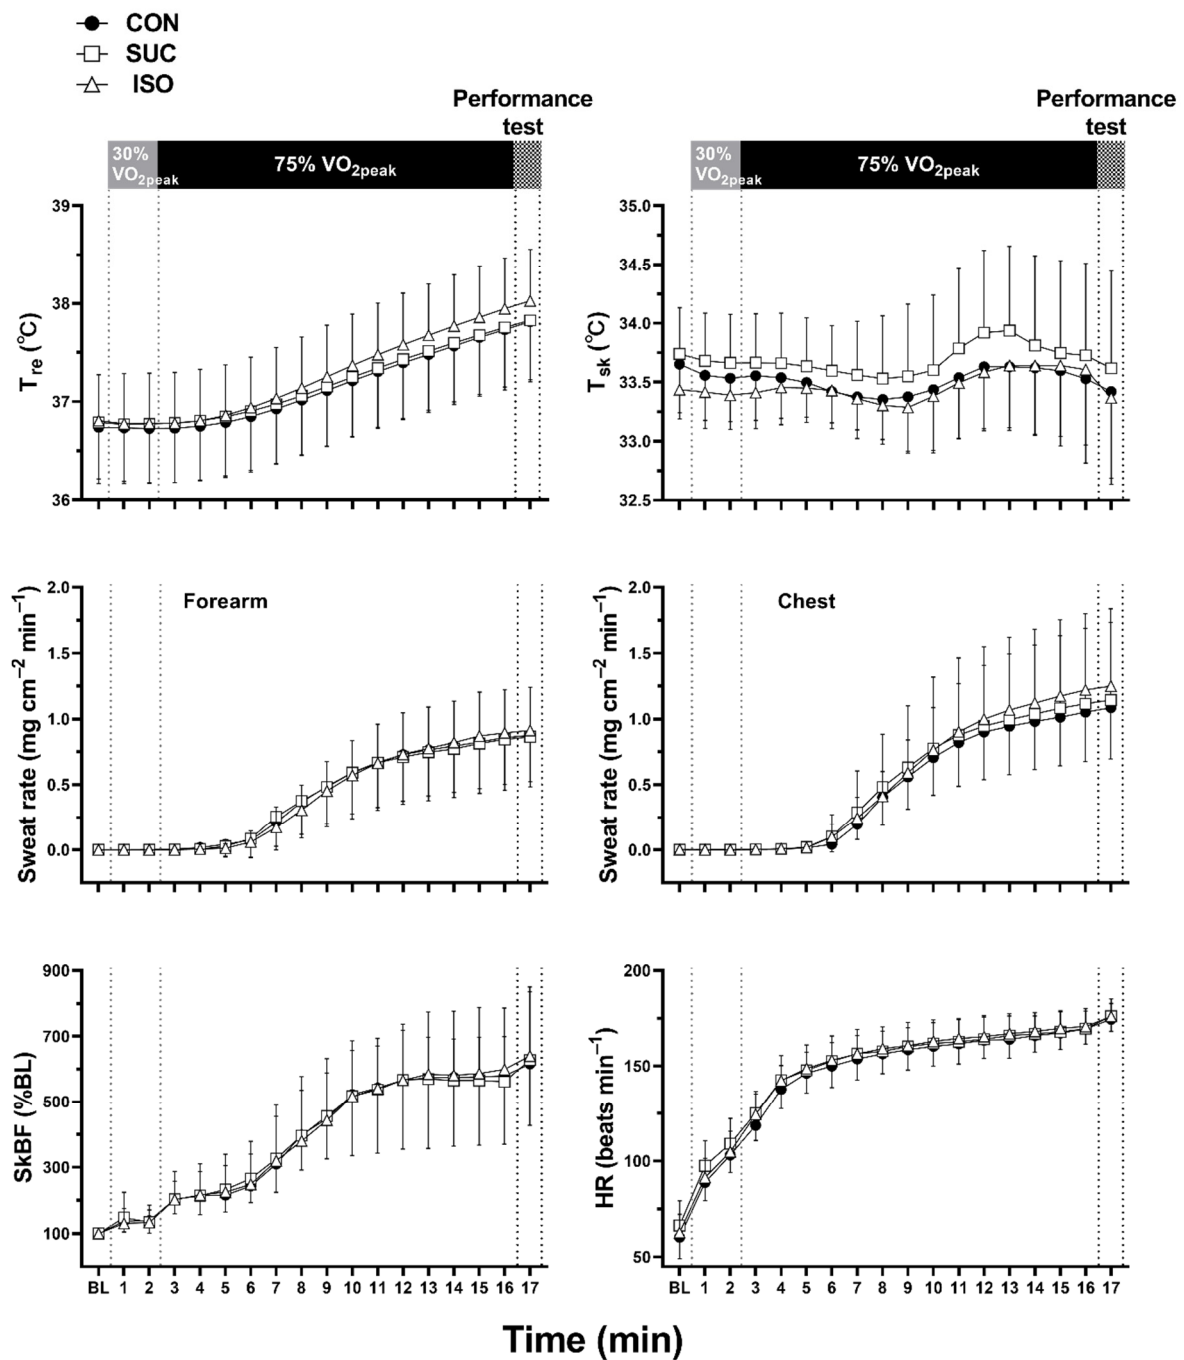 CON
SUC
ISO
Performance
test
30%
VO2peak
75% VO2peak
Performance
test
30%
VO2peak
75% VO2peak
39
38
37
36
Tre (°C)
35.0
34.5
34.0
33.5
33.0
32.5
Tsk (°C)
Forearm
2.0
1.5
1.0
0.5
0.0
Sweat rate (mg cm−2 min−1)
Chest
2.0
1.5
1.0
0.5
0.0
Sweat rate (mg cm−2 min−1)
900
700
500
300
100
SkBF (%BL)
BL 1 2 3 4 5 6 7 8 9 10 11 12 13 14 15 16 17
200
150
100
50
HR (beats min−1)
BL 1 2 3 4 5 6 7 8 9 10 11 12 13 14 15 16 17
Time (min)